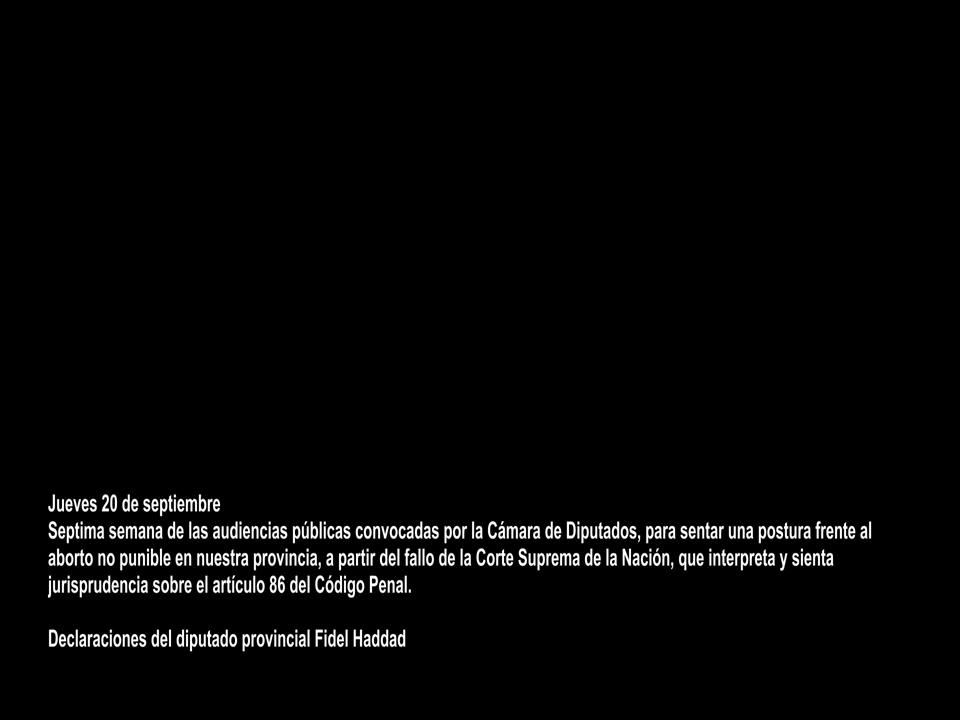 Jueves 20 de septiembre
Septima semana de las audiencias públicas convocadas por la Cámara de Diputados, para sentar una postura frente al
aborto no punible en nuestra provincia, a partir del fallo de la Corte Suprema de la Nación, que interpreta y sienta
jurisprudencia sobre el artículo 86 del Código Penal.
Declaraciones del diputado provincial Fidel Haddad